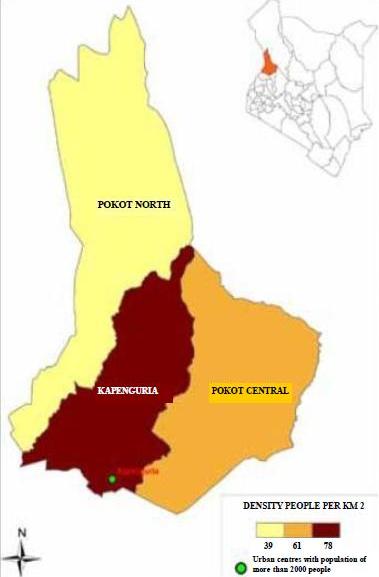 POKOT NORTH
KAPENGURIA
POKOT CENTRAL
Kapenguria
DENSITY PEOPLE PER KM 2
39 61 78
Urban centres with population of
more than 2000 people
N